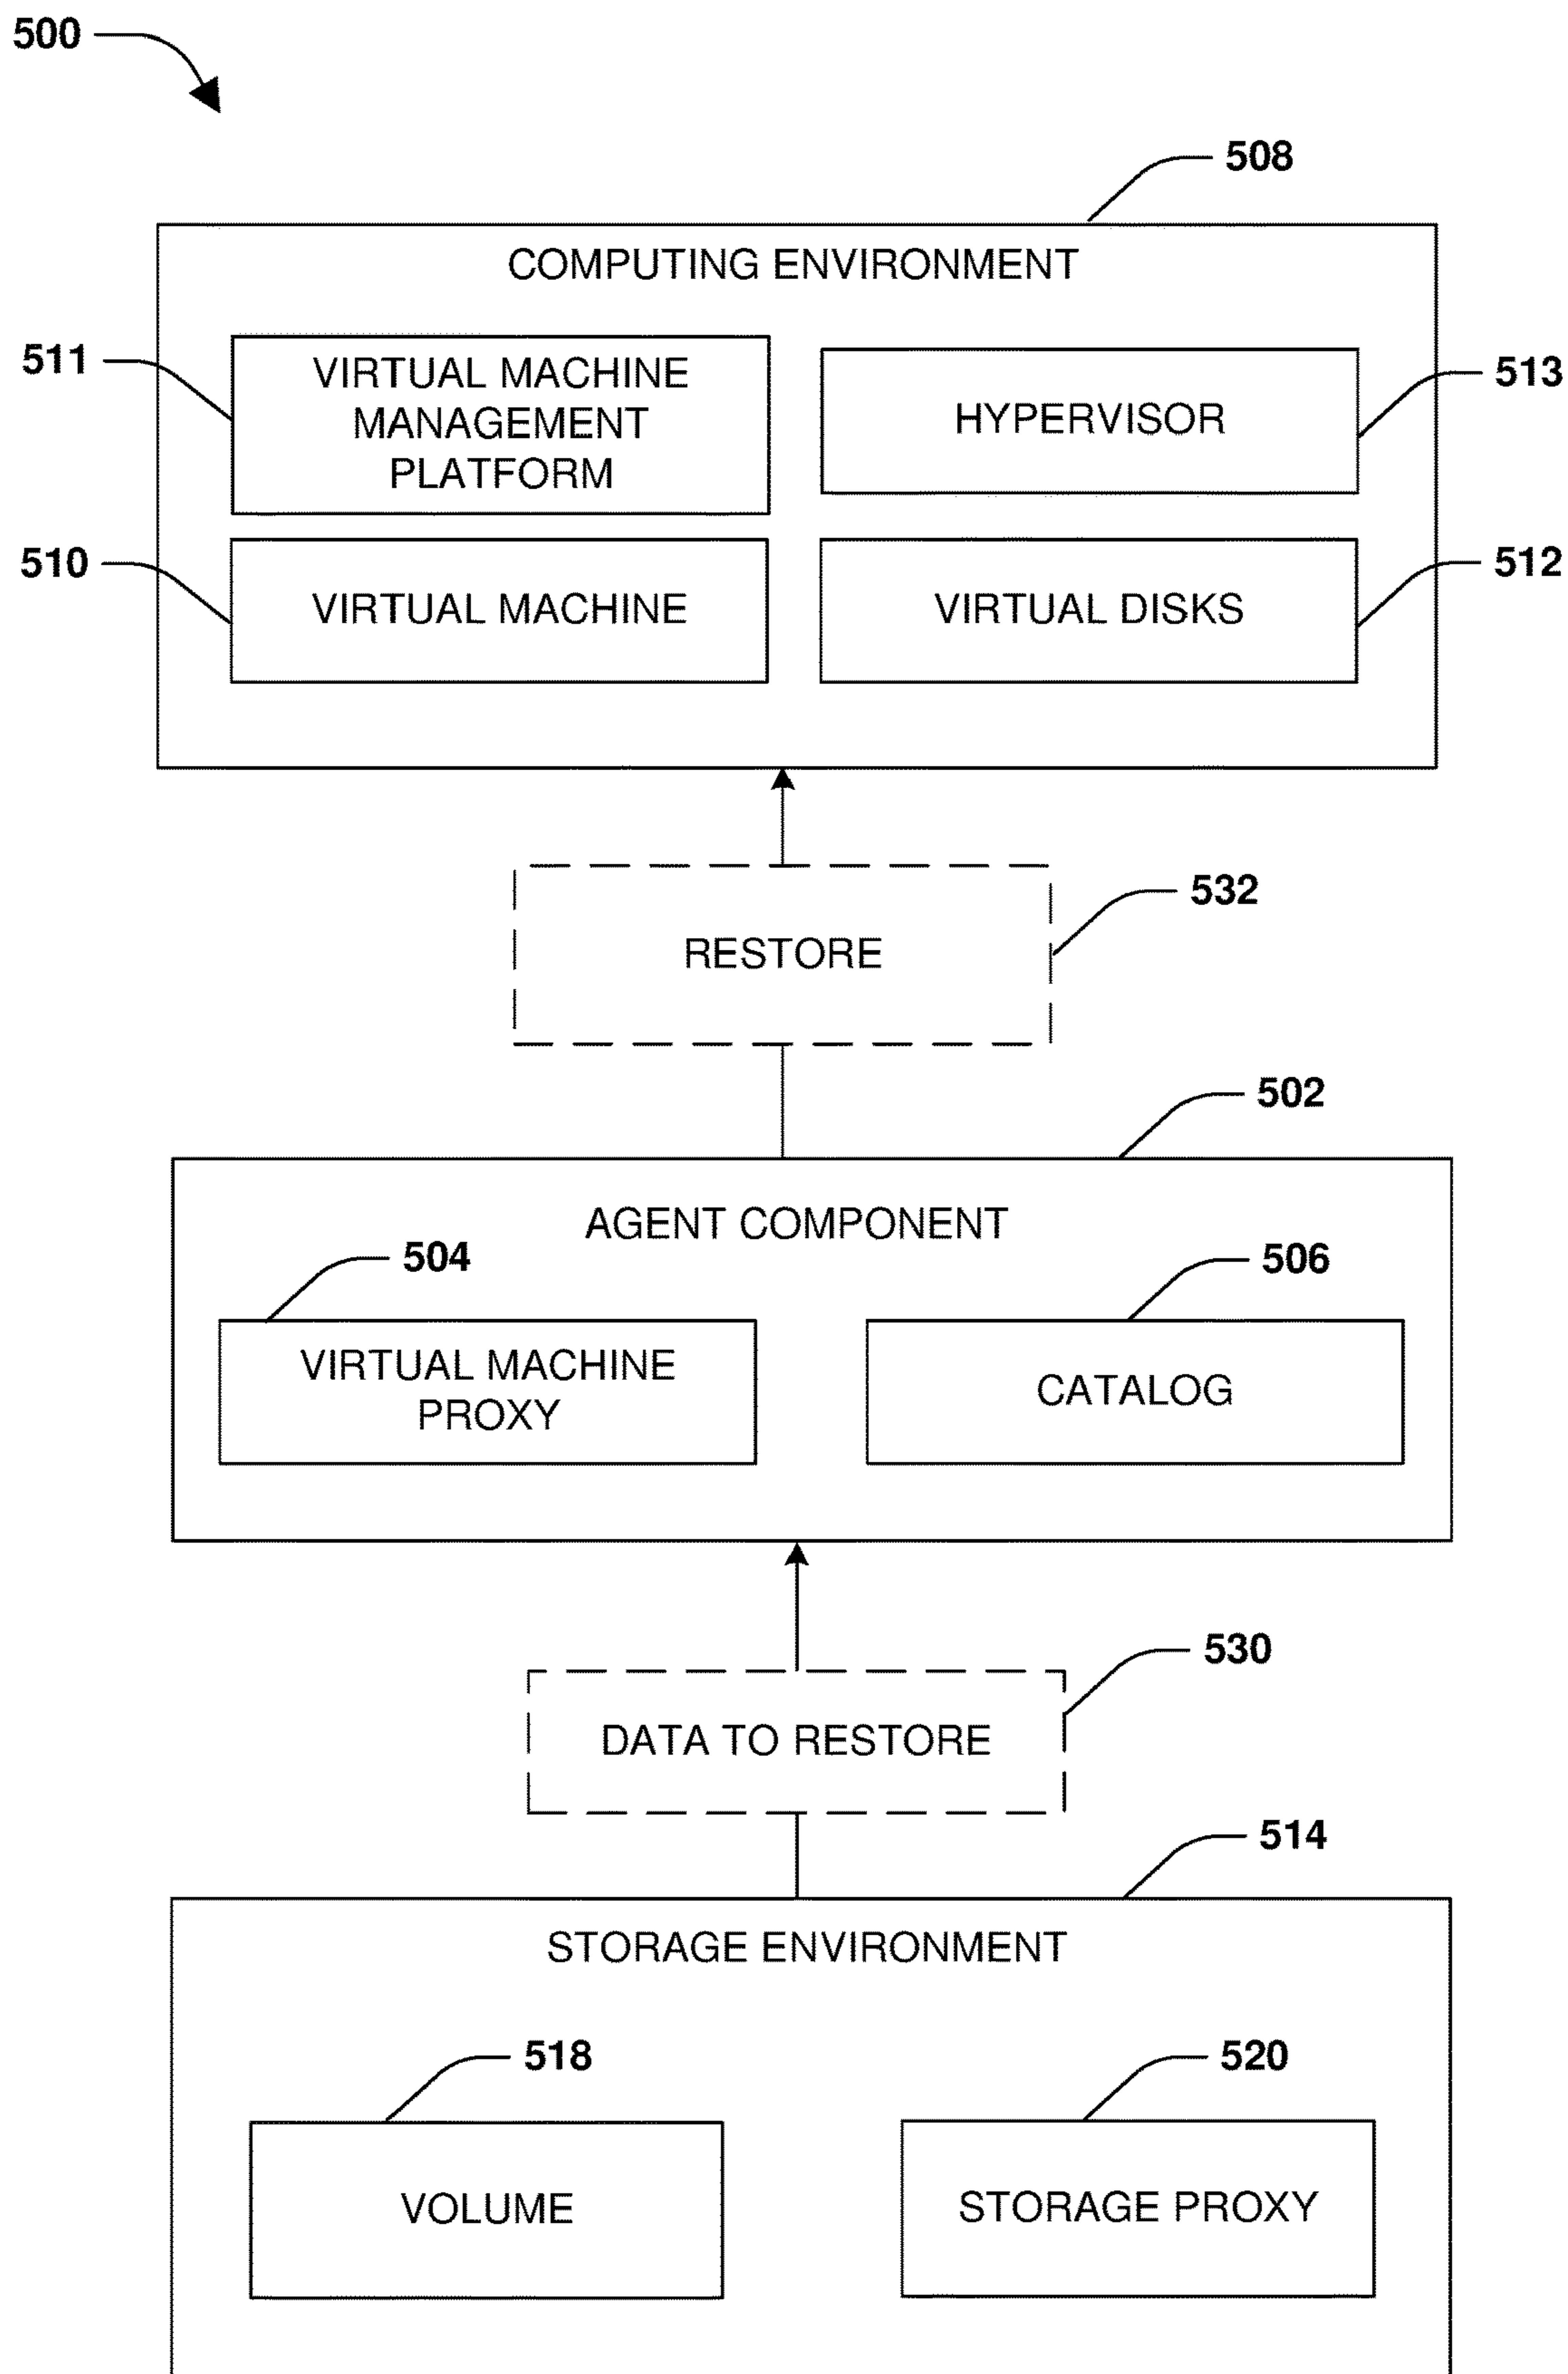 500
508
COMPUTING ENVIRONMENT
511
VIRTUAL MACHINE
MANAGEMENT
PLATFORM
HYPERVISOR
513
510
VIRTUAL MACHINE
VIRTUAL DISKS
512
RESTORE
532
502
AGENT COMPONENT
504
506
VIRTUAL MACHINE
PROXY
CATALOG
530
DATA TO RESTORE
514
STORAGE ENVIRONMENT
518
520
VOLUME
STORAGE PROXY